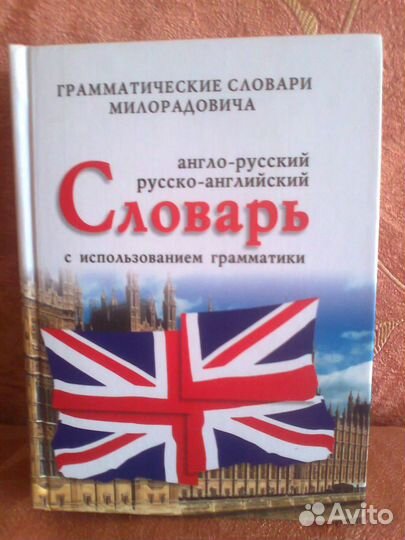 ГРАММАТИЧЕСКИЕ СЛОВАРИ
МИЛОРАДОВИЧА
англо-русский
русско-английский
Словарь
с использованием грамматики
Avito